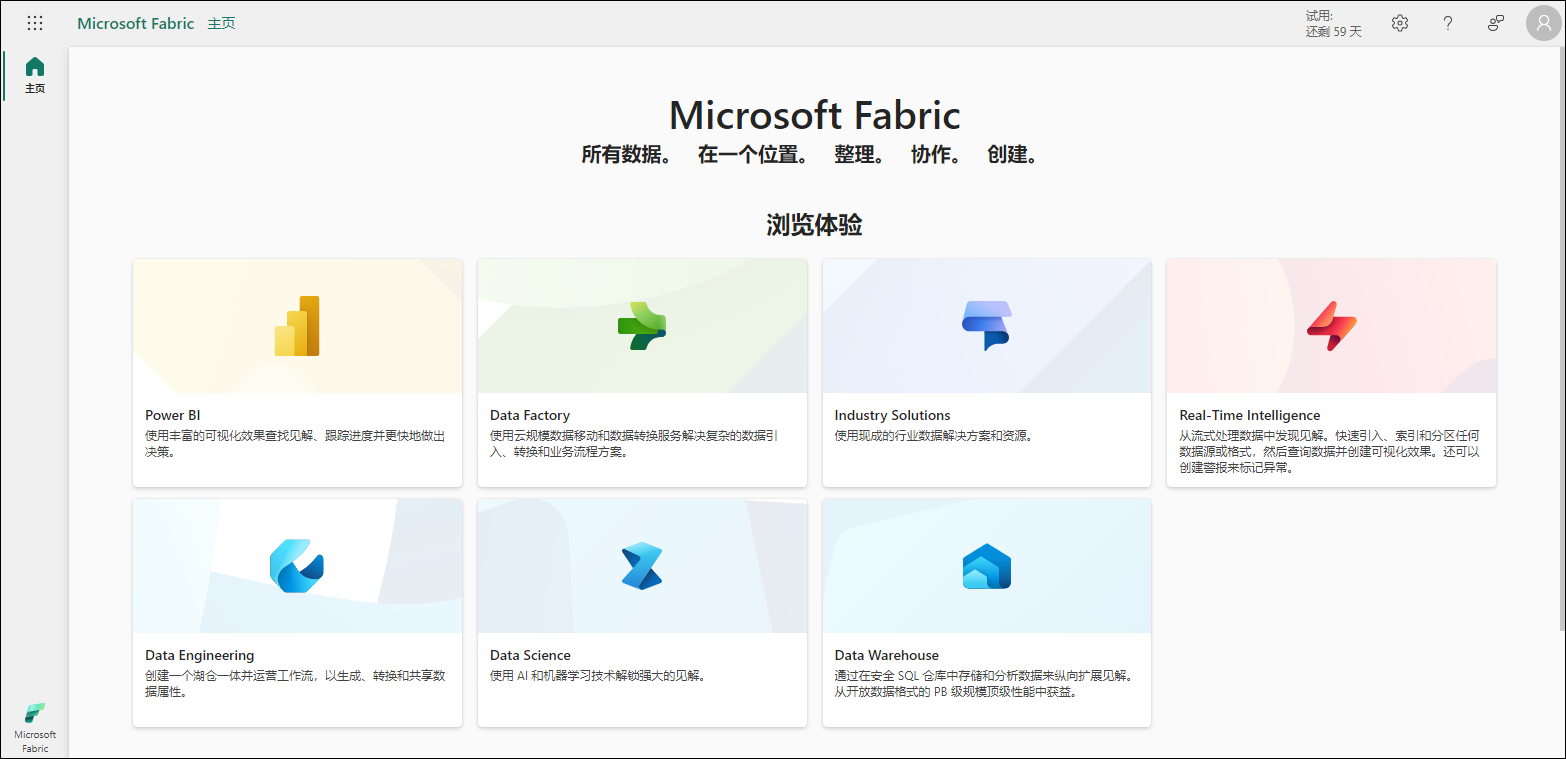 Microsoft Fabric 主页
试用:
还剩 59 天
主页
Microsoft Fabric
所有数据。 在一个位置。 整理。 协作。 创建。
浏览体验
Power BI
使用丰富的可视化效果查找见解、跟踪进度并更快地做出
决策。
Data Factory
使用云规模数据移动和数据转换服务解决复杂的数据引
入、转换和业务流程方案。
Industry Solutions
使用现成的行业数据解决方案和资源。
Real-Time Intelligence
从流式处理数据中发现见解。快速引入、索引和分区任何
数据源或格式，然后查询数据并创建可视化效果。还可以
创建警报来标记异常。
Data Engineering
创建一个湖仓一体并运营工作流，以生成、转换和共享数
据属性。
Data Science
使用 AI 和机器学习技术解锁强大的见解。
Data Warehouse
通过在安全 SQL 仓库中存储和分析数据来纵向扩展见解。
从开放数据格式的 PB 级规模顶级性能中获益。
Microsoft
Fabric